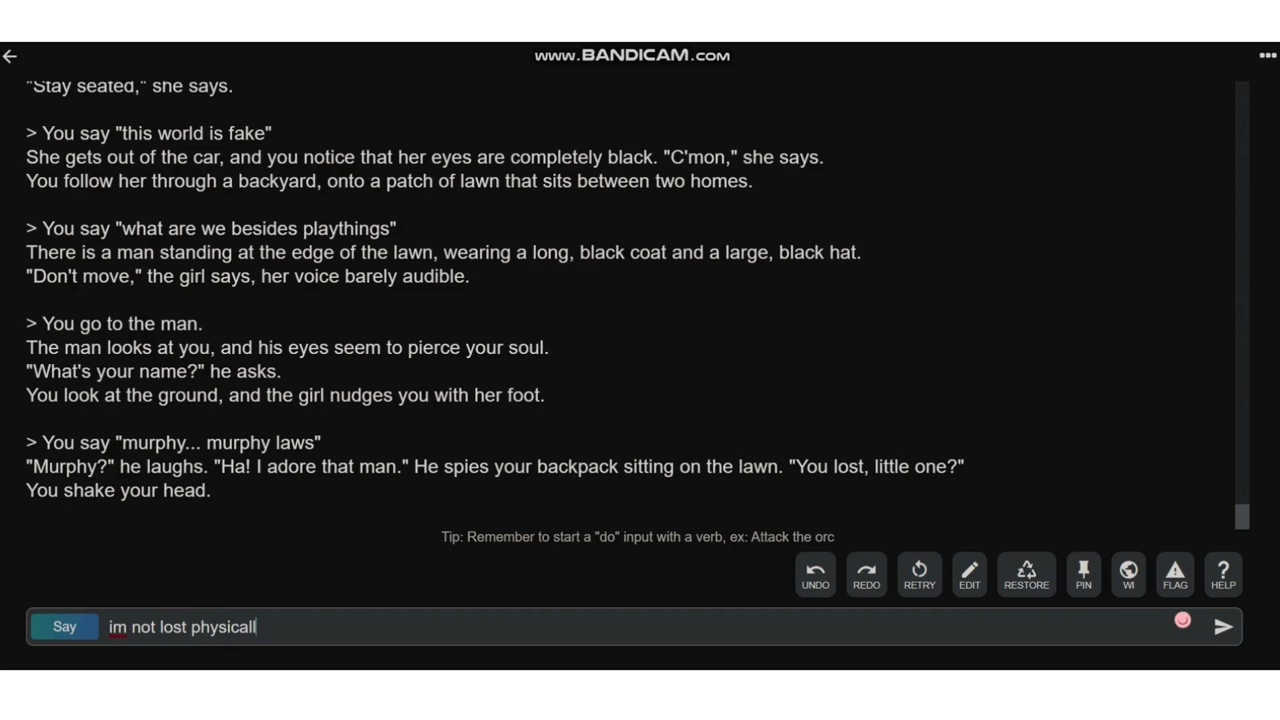 www.BANDICAM.com
"Stay seated," she says.
> You say "this world is fake"
She gets out of the car, and you notice that her eyes are completely black. "C'mon," she says.
You follow her through a backyard, onto a patch of lawn that sits between two homes.
> You say "what are we besides playthings"
There is a man standing at the edge of the lawn, wearing a long, black coat and a large, black hat.
"Don't move," the girl says, her voice barely audible.
> You go to the man.
The man looks at you, and his eyes seem to pierce your soul.
"What's your name?" he asks.
You look at the ground, and the girl nudges you with her foot.
> You say "murphy... murphy laws"
"Murphy?" he laughs. "Ha! I adore that man." He spies your backpack sitting on the lawn. "You lost, little one?"
You shake your head.
Tip: Remember to start a "do" input with a verb, ex: Attack the orc
UNDO REDO RETRY EDIT RESTORE PIN WI FLAG HELP
Say im not lost physicall